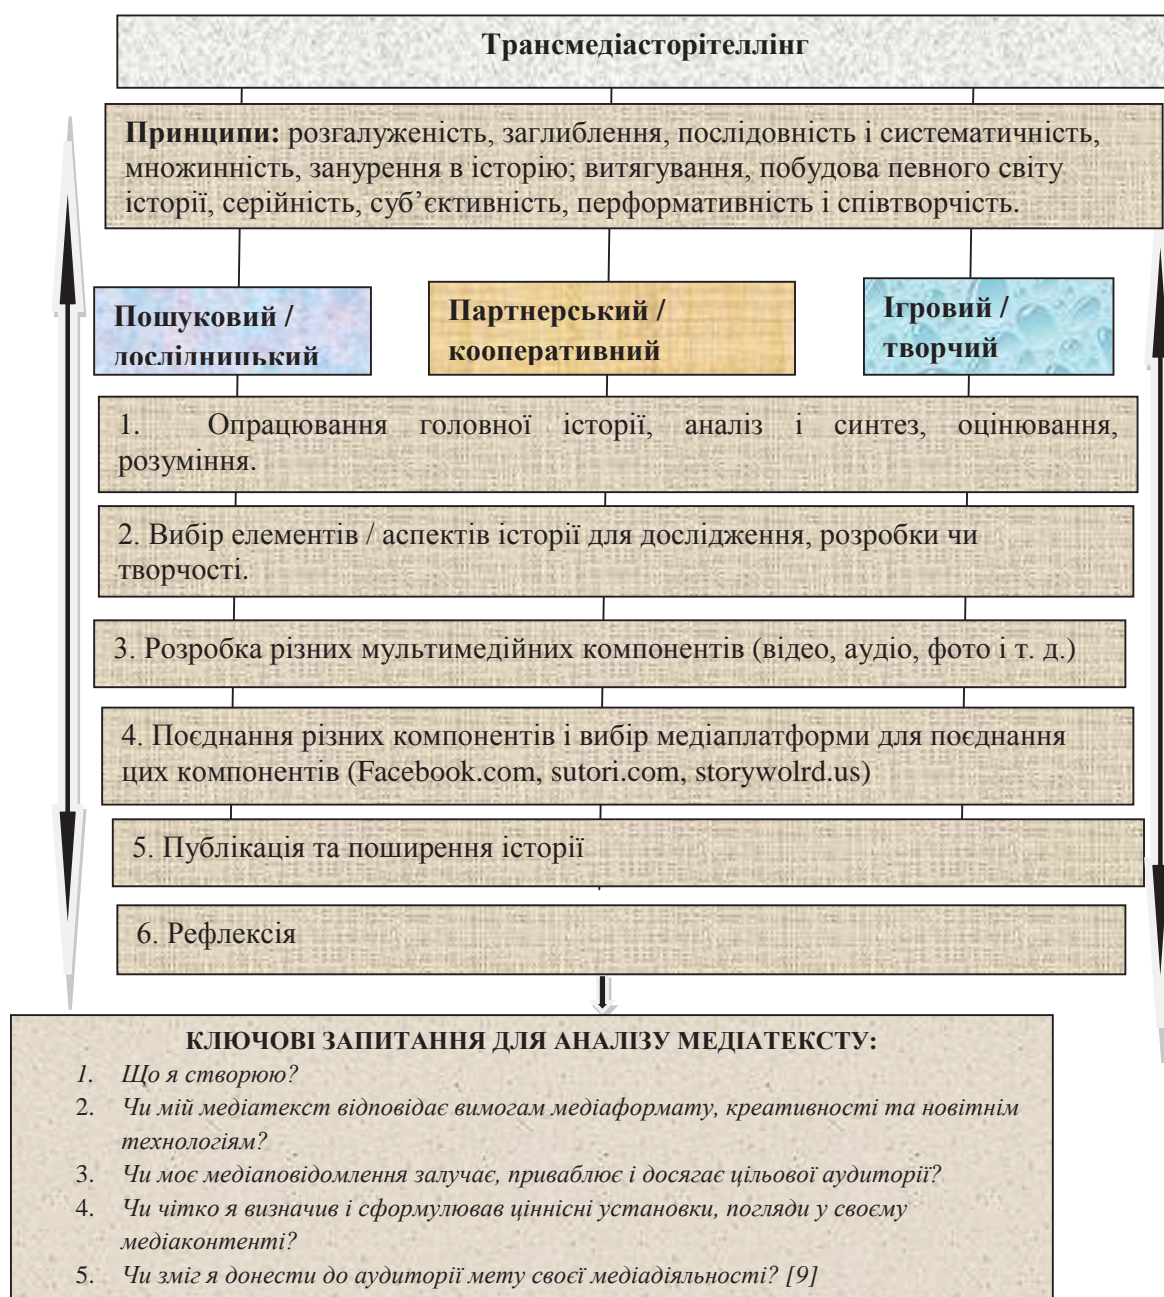 Трансмедіасторітеллінг
Принципи: розгалуженість, заглиблення, послідовність і систематичність,
множинність, занурення в історію; витягування, побудова певного світу
історії, серійність, суб’єктивність, перформативність і співтворчість.
Пошуковий /
дослідницький
Партнерський /
кооперативний
Ігровий /
творчий
1. Опрацювання головної історії, аналіз і синтез, оцінювання,
розуміння.
2. Вибір елементів / аспектів історії для дослідження, розробки чи
творчості.
3. Розробка різних мультимедійних компонентів (відео, аудіо, фото і т. д.)
4. Поєднання різних компонентів і вибір медіаплатформи для поєднання
цих компонентів (Facebook.com, sutori.com, storywolrd.us)
5. Публікація та поширення історії
6. Рефлексія
КЛЮЧОВІ ЗАПИТАННЯ ДЛЯ АНАЛІЗУ МЕДІАТЕКСТУ:
1. Що я створюю?
2. Чи мій медіатекст відповідає вимогам медіаформату, креативності та новітнім
технологіям?
3. Чи моє медіаповідомлення залучає, приваблює і досягає цільової аудиторії?
4. Чи чітко я визначив і сформулював ціннісні установки, погляди у своєму
медіаконтенті?
5. Чи зміг я донести до аудиторії мету своєї медіадіяльності? [9]